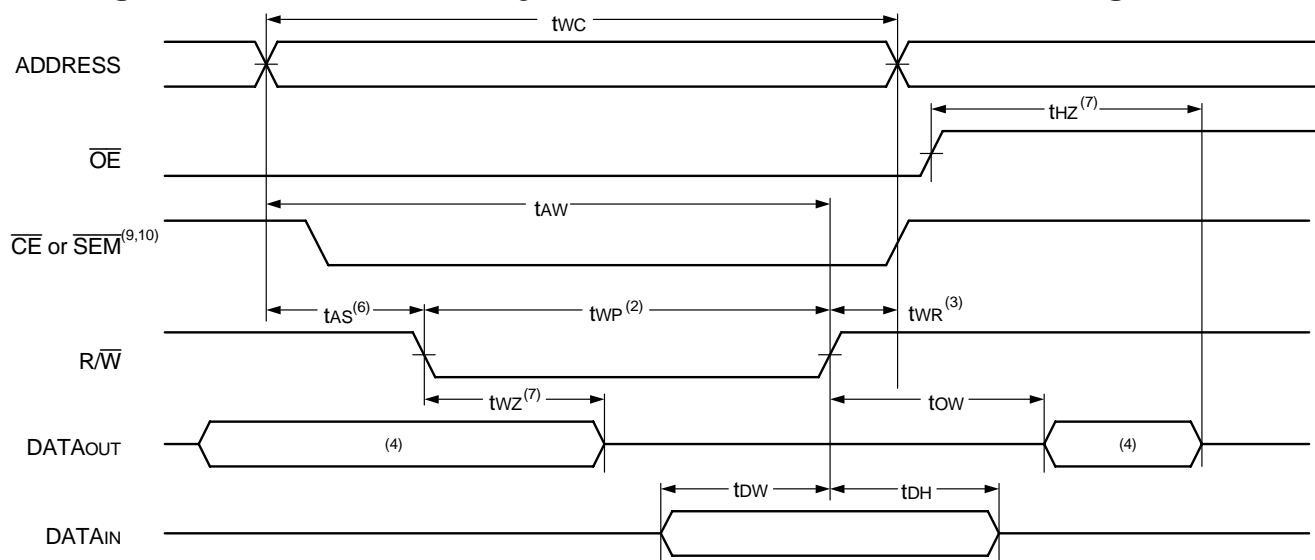 tWC
ADDRESS
tHZ(7)
OE
tAW
CE or SEM(9,10)
tAS(6) tWP(2) tWR(3)
R/W
tWZ(7) tOW
DATAOUT (4) (4)
tDW tDH
DATAIN